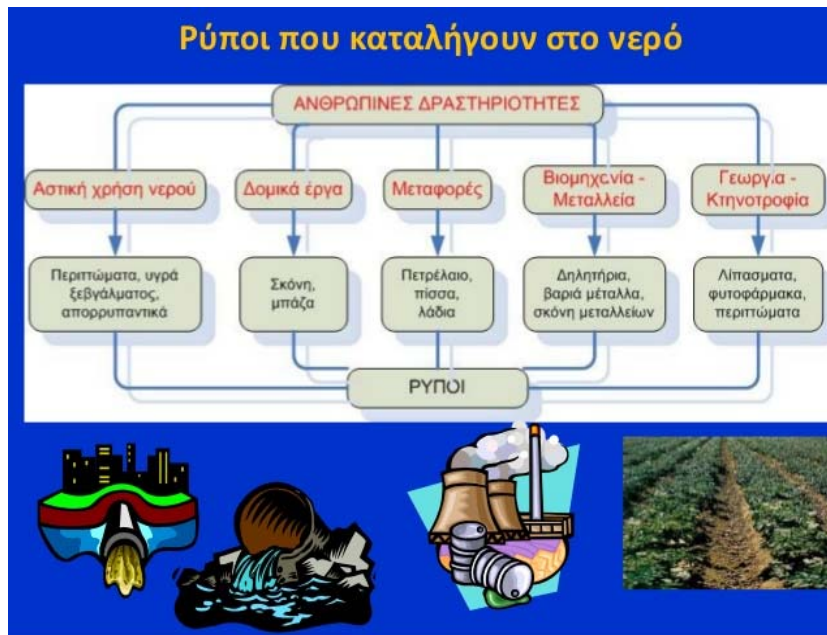 Ρύποι που καταλήγουν στο νερό
ΑΝΘΡΩΠΙΝΕΣ ΔΡΑΣΤΗΡΙΟΤΗΤΕΣ
Αστική χρήση νερού
Δομικά έργα
Μεταφορές
Βιομηχανία -
Μεταλλεία
Γεωργία -
Κτηνοτροφία
Περιττώματα, υγρά
ξεβγάλματος,
απορρυπαντικά
Σκόνη,
μπάζα
Πετρέλαιο,
πίσσα,
λάδια
Δηλητήρια,
βαριά μέταλλα,
σκόνη μεταλλείων
Λίπασματα,
φυτοφάρμακα,
περιττώματα
ΡΥΠΟΙ